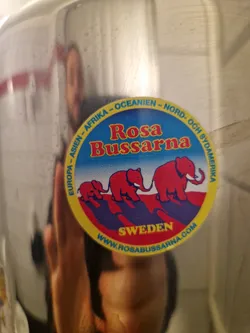 EUROPA - ASIEN - AFRIKA - OCEANIEN - NORD- OCH SYDAMERIKA
Rosa
Bussarna
SWEDEN
WWW.ROSABUSSARNA.COM